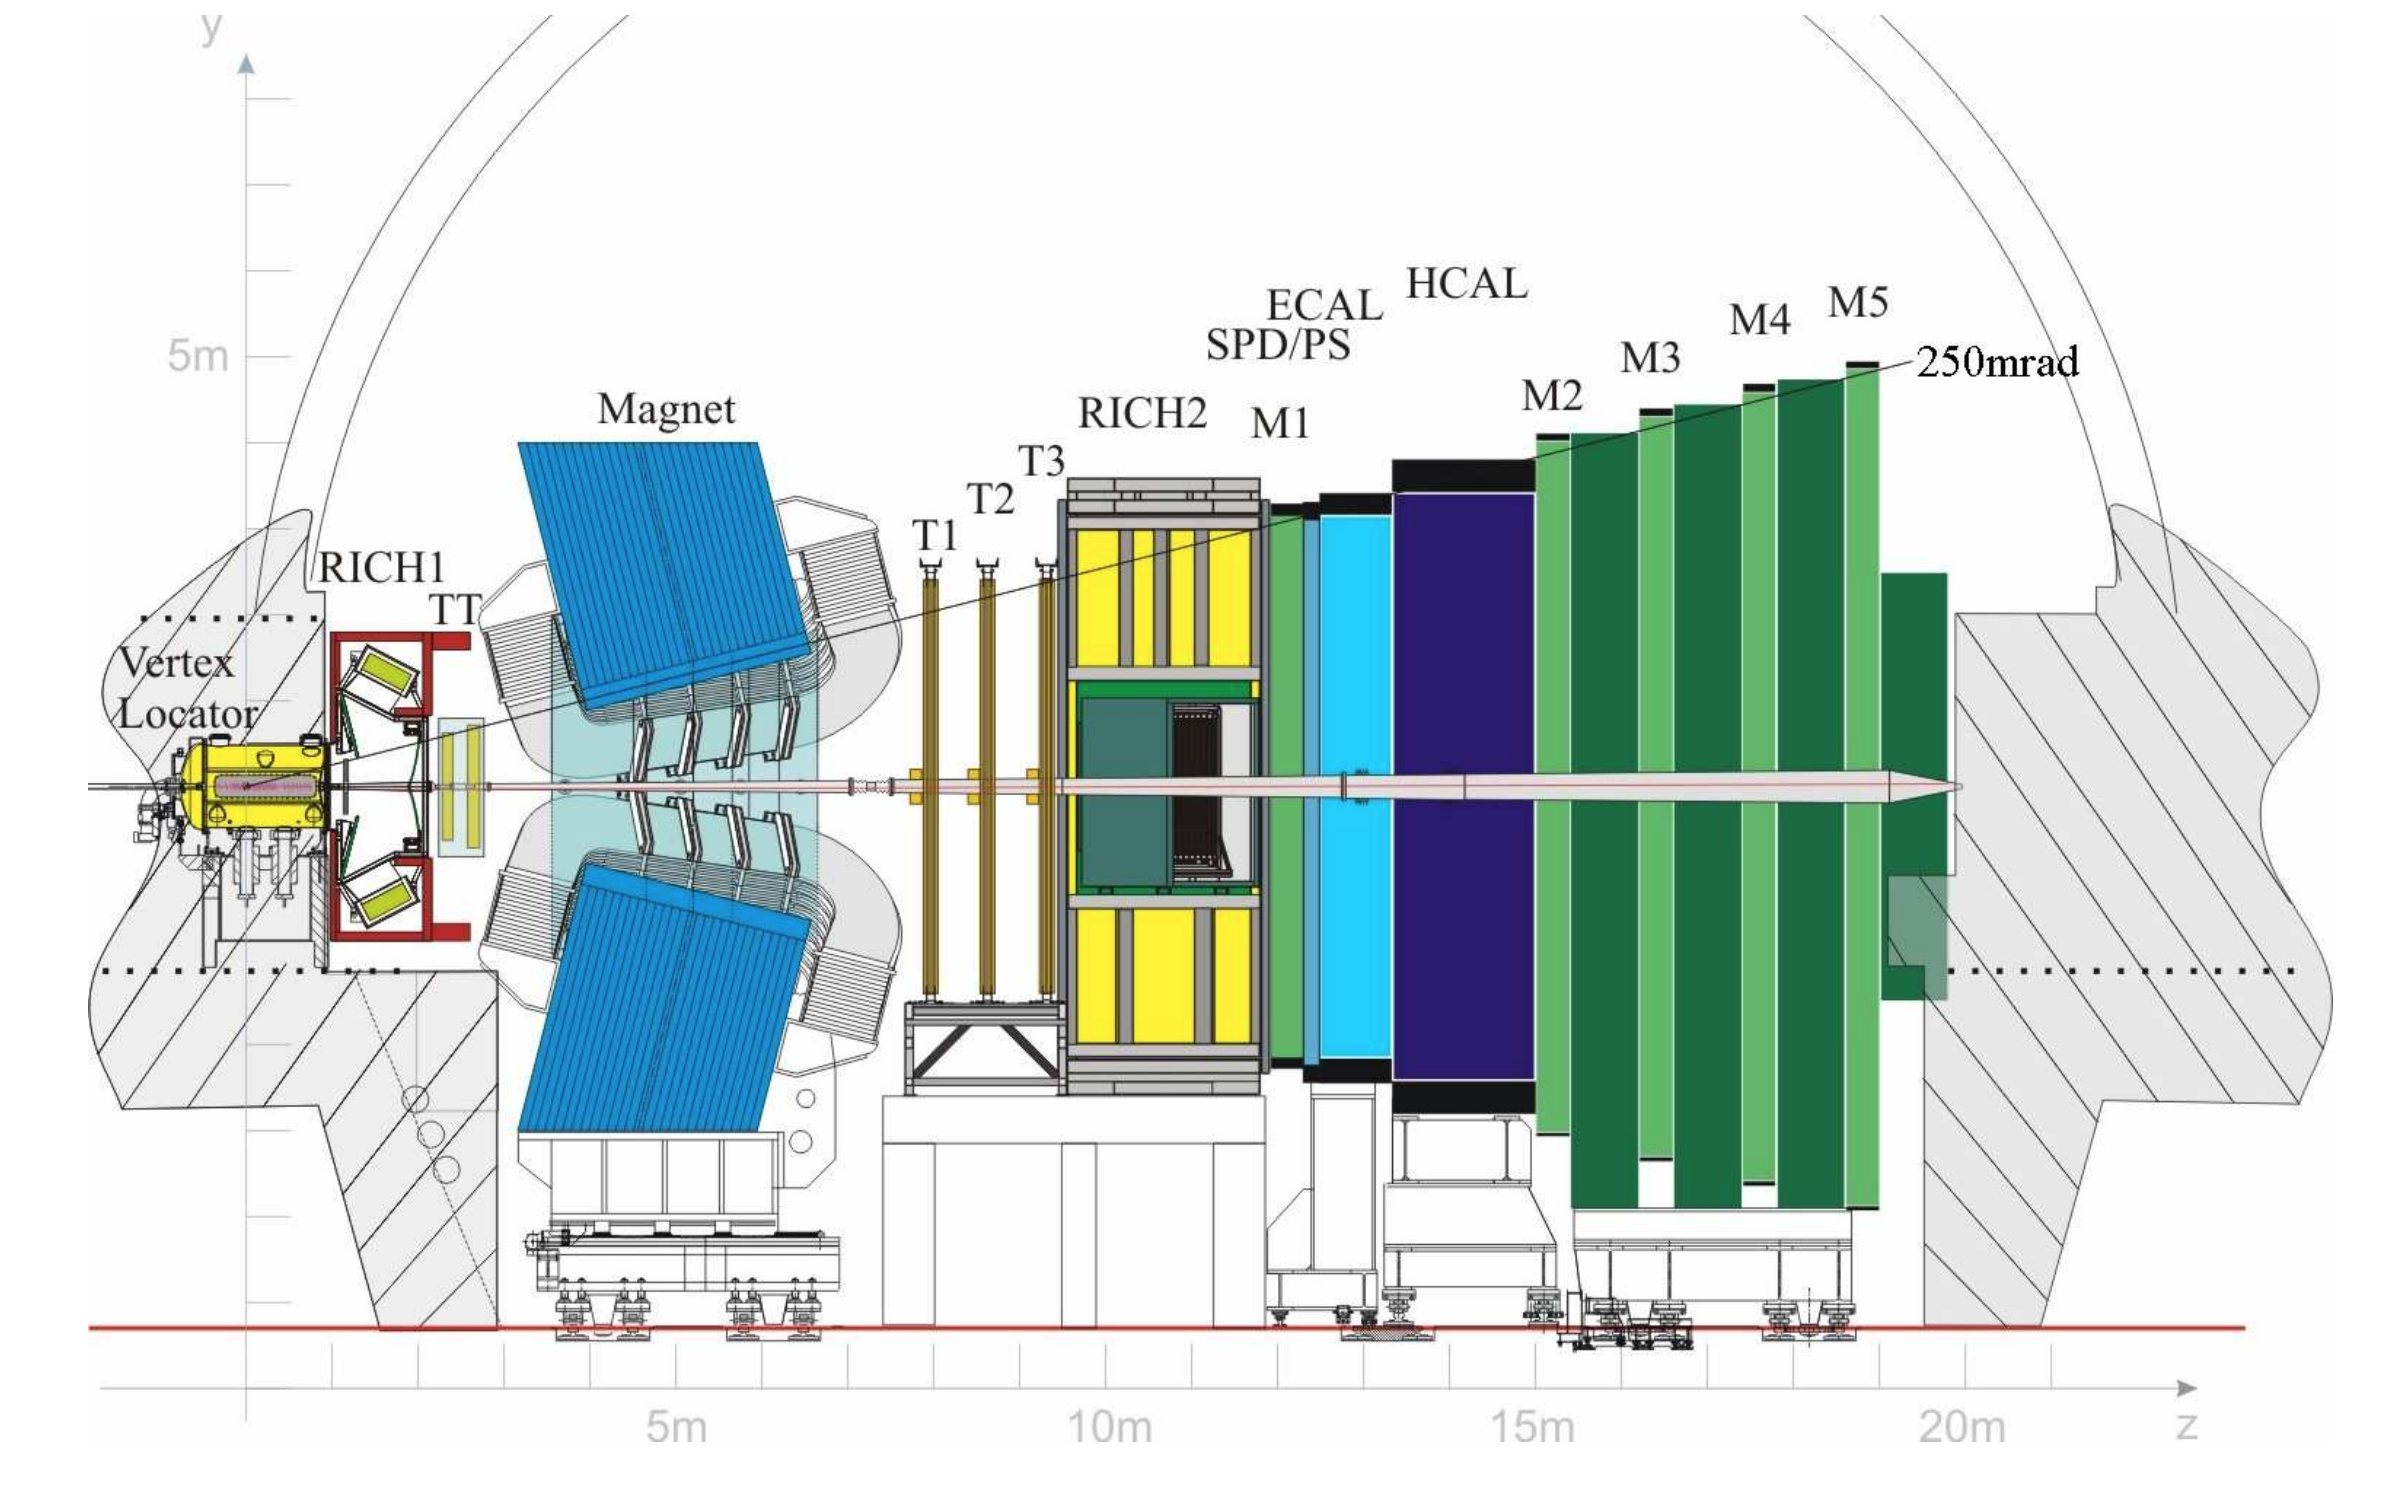 y
5m
HCAL
ECAL
SPD/PS
M5
M4
M3
250mrad
M2
Magnet
RICH2
M1
T3
T2
T1
RICH1
TT
Vertex
Locator
5m
10m
15m
20m
z